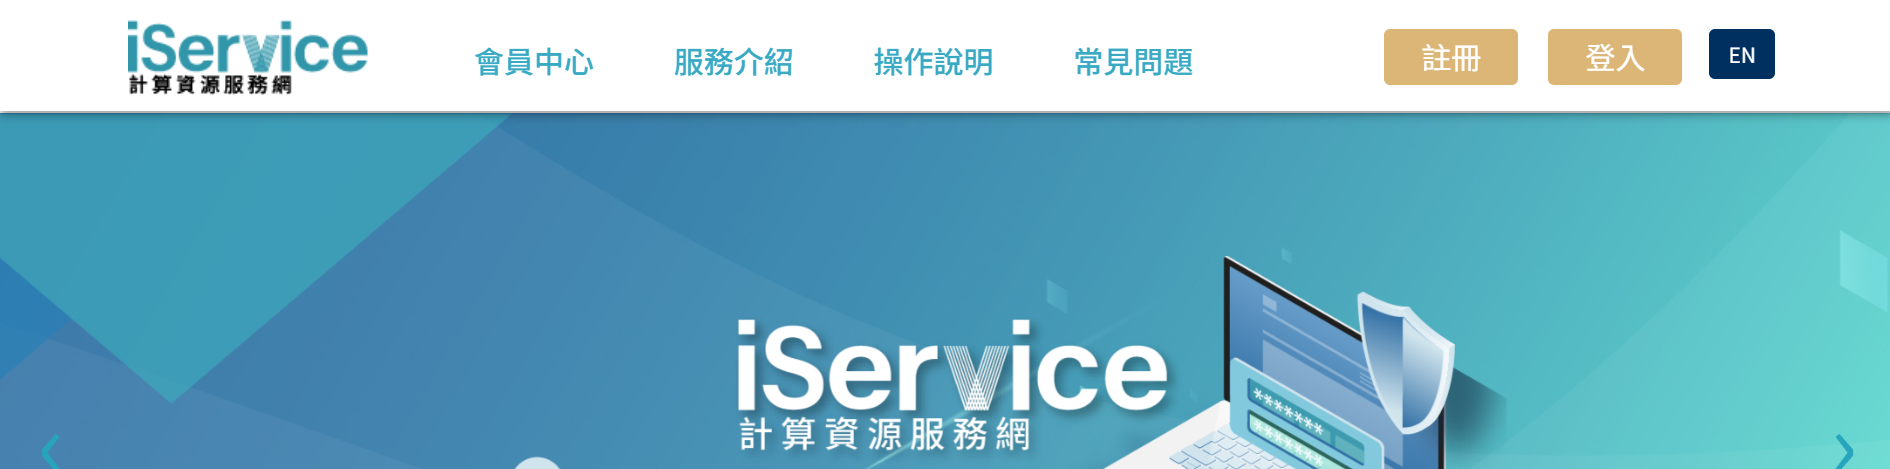 iService
計算資源服務網
會員中心 服務介紹 操作說明 常見問題
註冊 登入 EN
iService
計算資源服務網
*******
*******